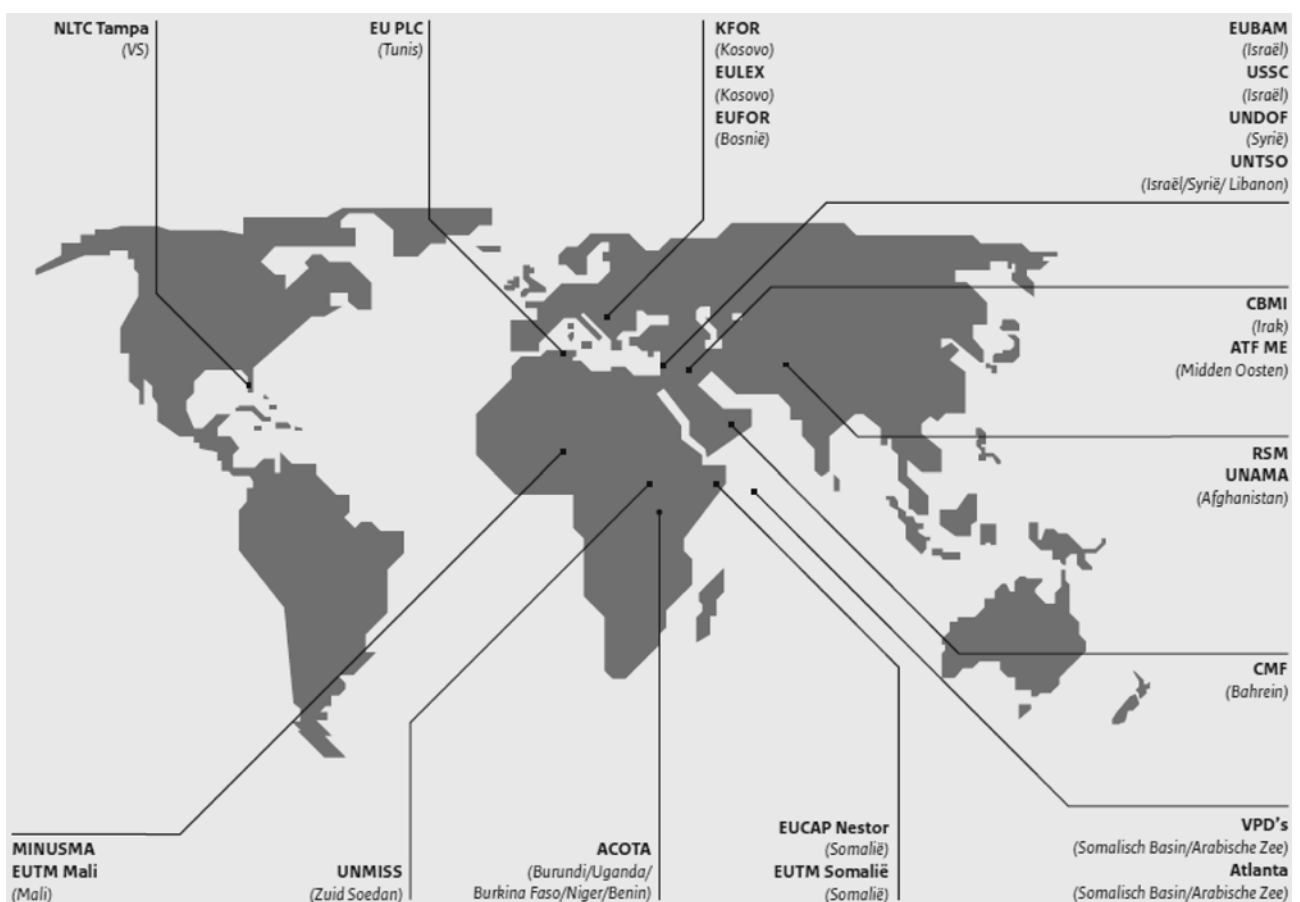 NLTC Tampa
(VS)
EU PLC
(Tunis)
KFOR
(Kosovo)
EULEX
(Kosovo)
EUFOR
(Bosnië)
EUBAM
(Israël)
USSC
(Israël)
UNDOF
(Syrië)
UNTSO
(Israël/Syrië/ Libanon)
CBMI
(Irak)
ATF ME
(Midden Oosten)
RSM
UNAMA
(Afghanistan)
CMF
(Bahrein)
MINUSMA
EUTM Mali
(Mali)
UNMISS
(Zuid Soedan)
ACOTA
(Burundi/Uganda/
Burkina Faso/Niger/Benin)
EUCAP Nestor
(Somalië)
EUTM Somalië
(Somalië)
VPD's
(Somalisch Basin/Arabische Zee)
Atlanta
(Somalisch Basin/Arabische Zee)